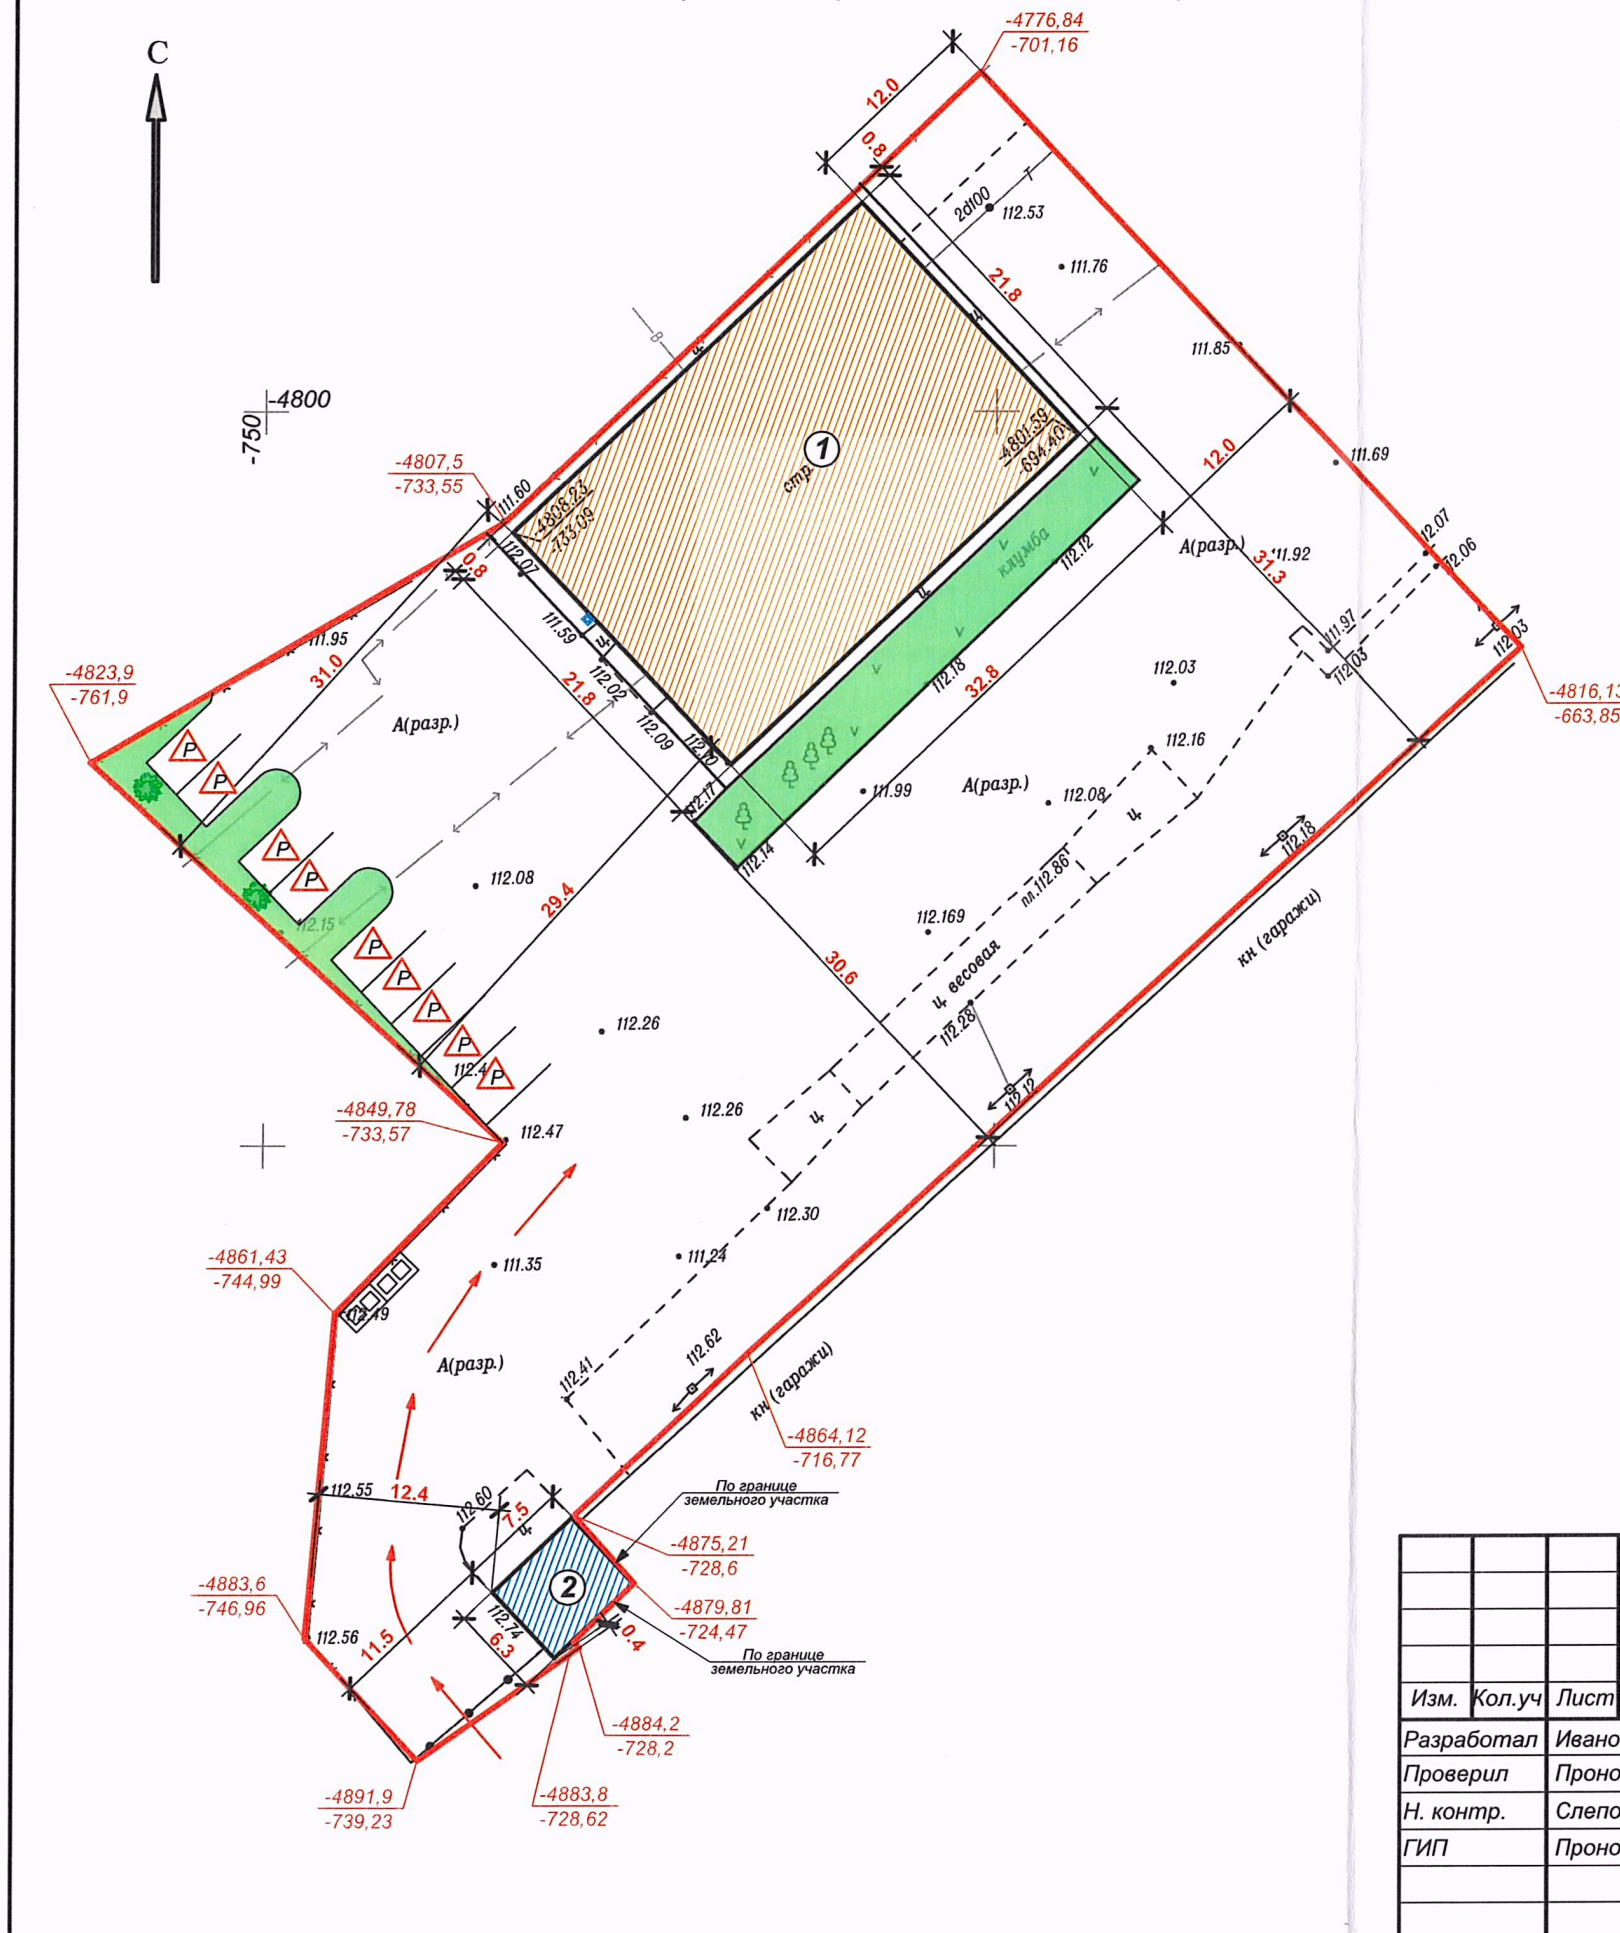 С
-4776,84
-701,16
12.0
0.8
2d100
Т
112.53
111.76
21.8
ц
111.85
В
ц
-4800
-750
1
стр.
-4801.59
-694.40
12.0
111.69
-4807,5
-733,55
111.60
-4808.23
-733.09
112.07
0.8
клумба
112.12
А(разр.)
111.92
31.3
12.07
12.06
111.59
ц
ц
111.95
111.97
112.03
112.03
-4823,9
-761,9
31.0
21.8
112.02
112.18
32.8
112.03
-4816,13
-663,85
А(разр.)
112.09
112.10
112.16
Р
Р
112.17
111.99
А(разр.)
112.08
ц
112.18
Р
Р
112.14
112.08
29.4
пл.112.86
112.15
112.169
кн (гаражи)
Р
Р
Р
Р
Р
30.6
ц весовая
112.26
112.28
112.4
112.12
-4849,78
-733,57
112.47
112.26
ц
112.30
-4861,43
-744,99
111.35
111.24
112.49
А(разр.)
112.62
112.41
кн (гаражи)
-4864,12
-716,77
112.55
12.4
112.60
7.5
ц
По границе
земельного участка
-4875,21
-728,6
-4883,6
-746,96
2
-4879,81
-724,47
112.56
11.5
112.74
6.3
ц
0.4
По границе
земельного участка
-4884,2
-728,2
-4891,9
-739,23
-4883,8
-728,62
Изм. Кол.уч Лист
Разработал Ивано
Проверил Проно
Н. контр. Слепо
ГИП Проно